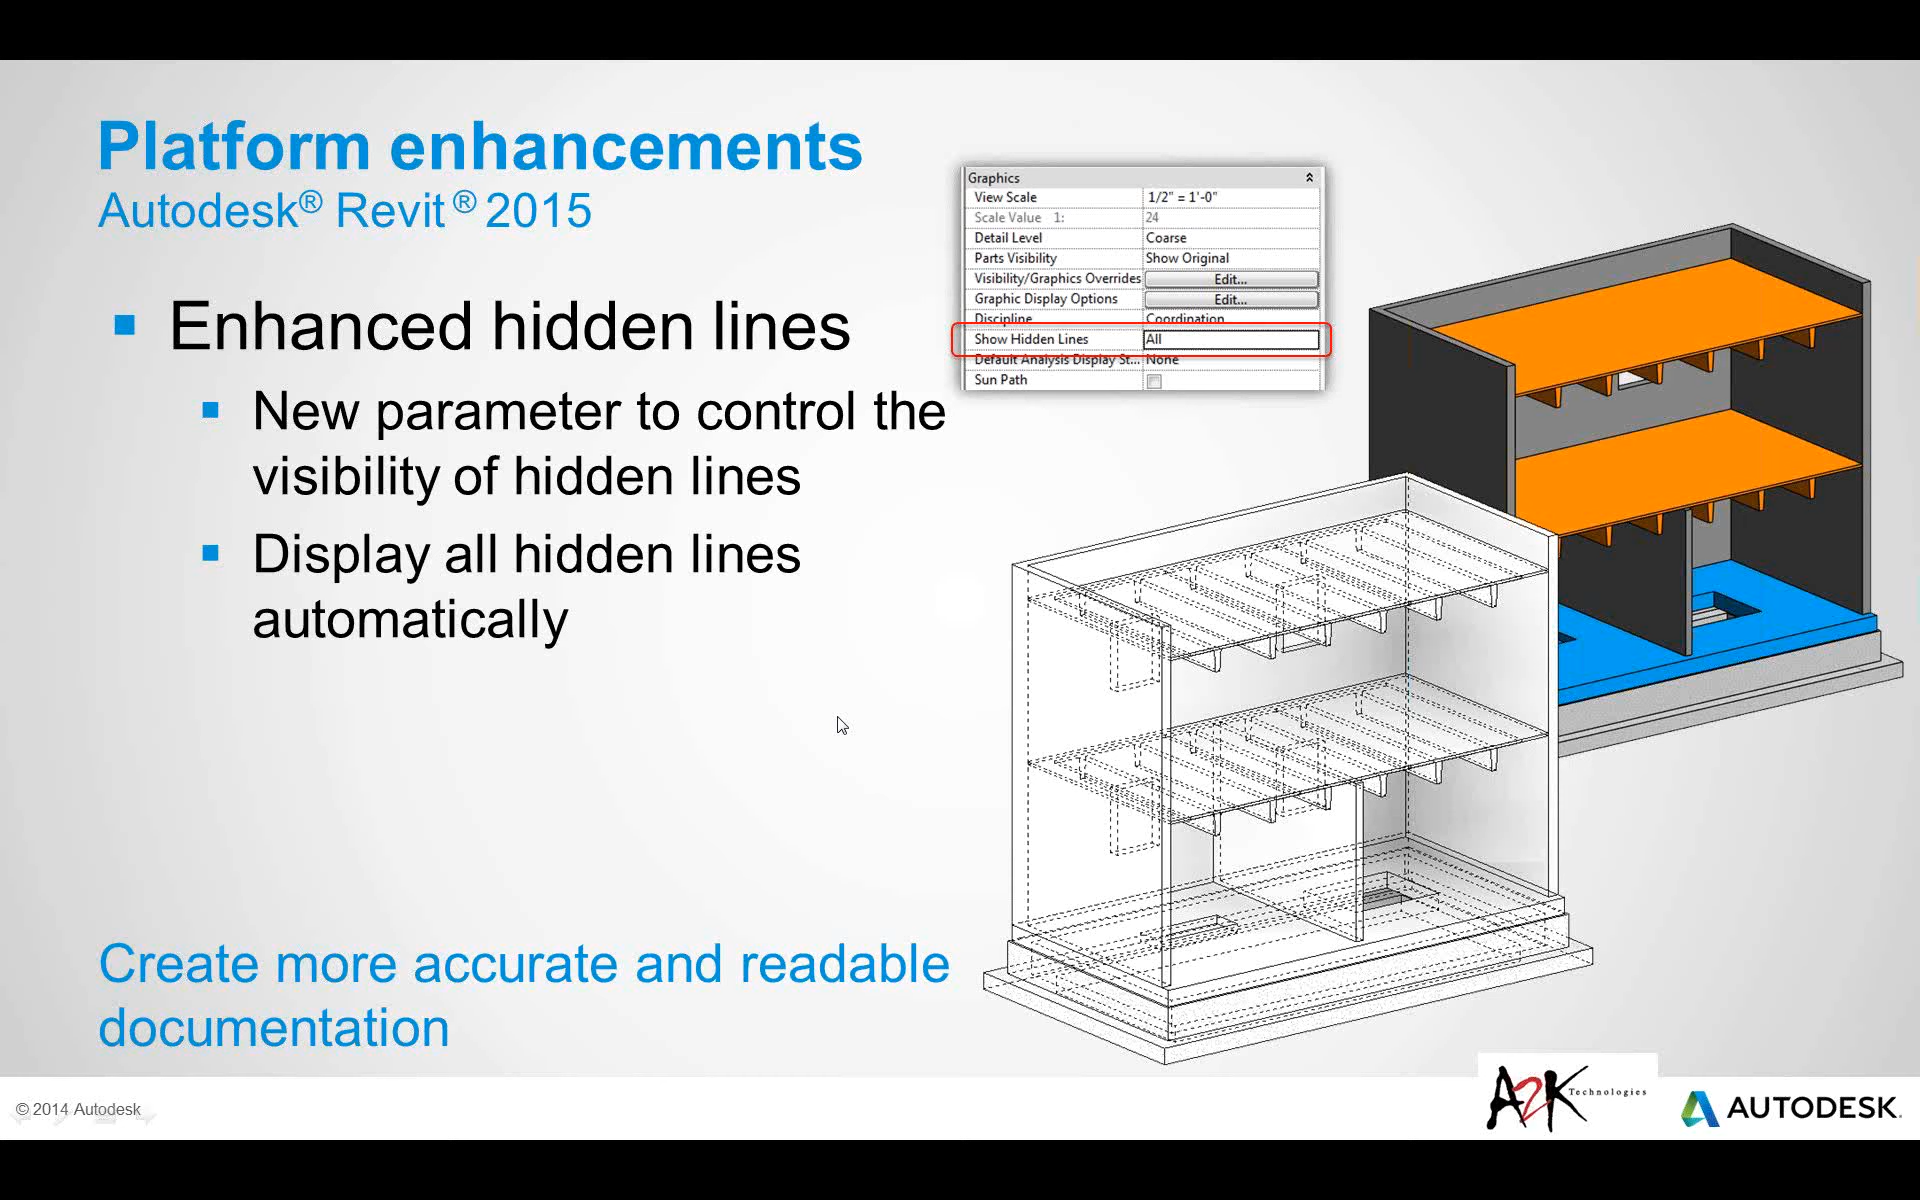 Platform enhancements
Autodesk® Revit® 2015
Enhanced hidden lines
New parameter to control the
visibility of hidden lines
Display all hidden lines
automatically
Create more accurate and readable
documentation
Graphics
View Scale 1/2" = 1'-0"
Scale Value 1: 24
Detail Level Coarse
Parts Visibility Show Original
Visibility/Graphics Overrides Edit...
Graphic Display Options Edit...
Discipline Coordination
Show Hidden Lines All
Default Analysis Display St... None
Sun Path
© 2014 Autodesk
A2K Technologies
AUTODESK.